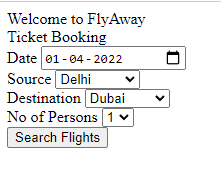 Welcome to FlyAway
Ticket Booking
Date 01-04-2022
Source Delhi
Destination Dubai
No of Persons 1
Search Flights